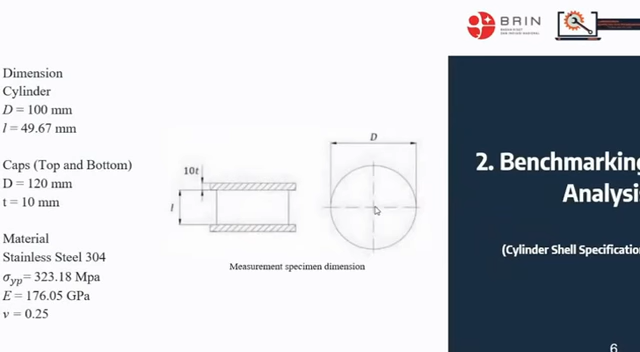 BRIN
Dimension
Cylinder
D = 100 mm
l = 49.67 mm
Caps (Top and Bottom)
D = 120 mm
t = 10 mm
Material
Stainless Steel 304
σyp= 323.18 Mpa
E = 176.05 GPa
v = 0.25
10t
l
D
Measurement specimen dimension
2. Benchmarking
Analysi
(Cylinder Shell Specificatio
6